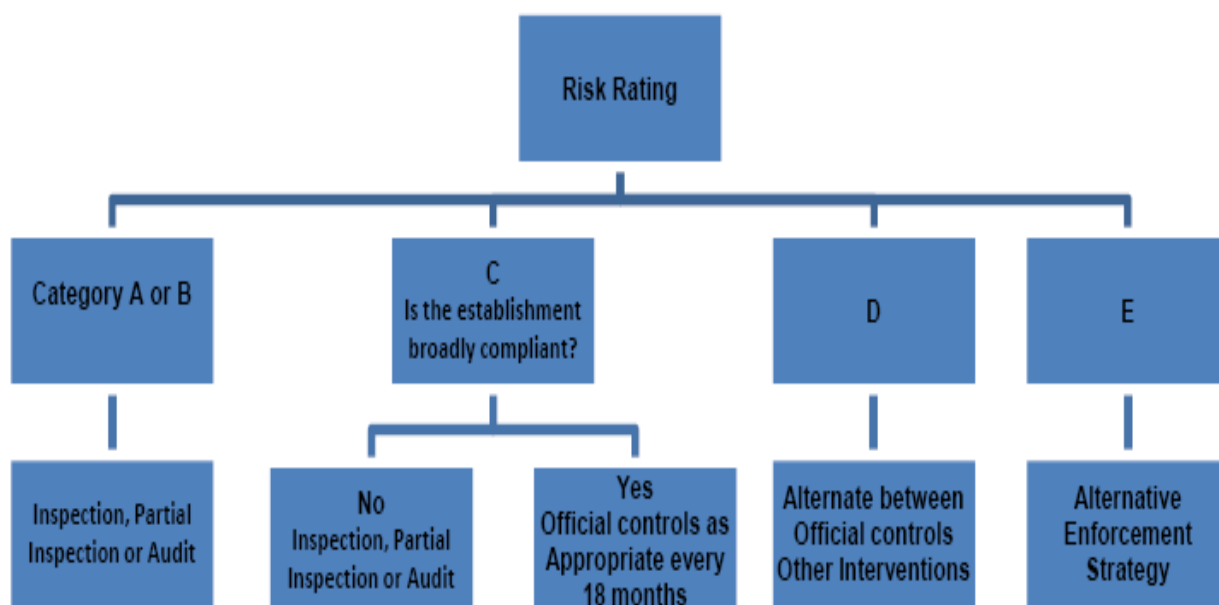 Risk Rating
Category A or B
C
Is the establishment
broadly compliant?
D
E
Inspection, Partial
Inspection or Audit
No
Inspection, Partial
Inspection or Audit
Yes
Official controls as
Appropriate every
18 months
Alternate between
Official controls
Other Interventions
Alternative
Enforcement
Strategy